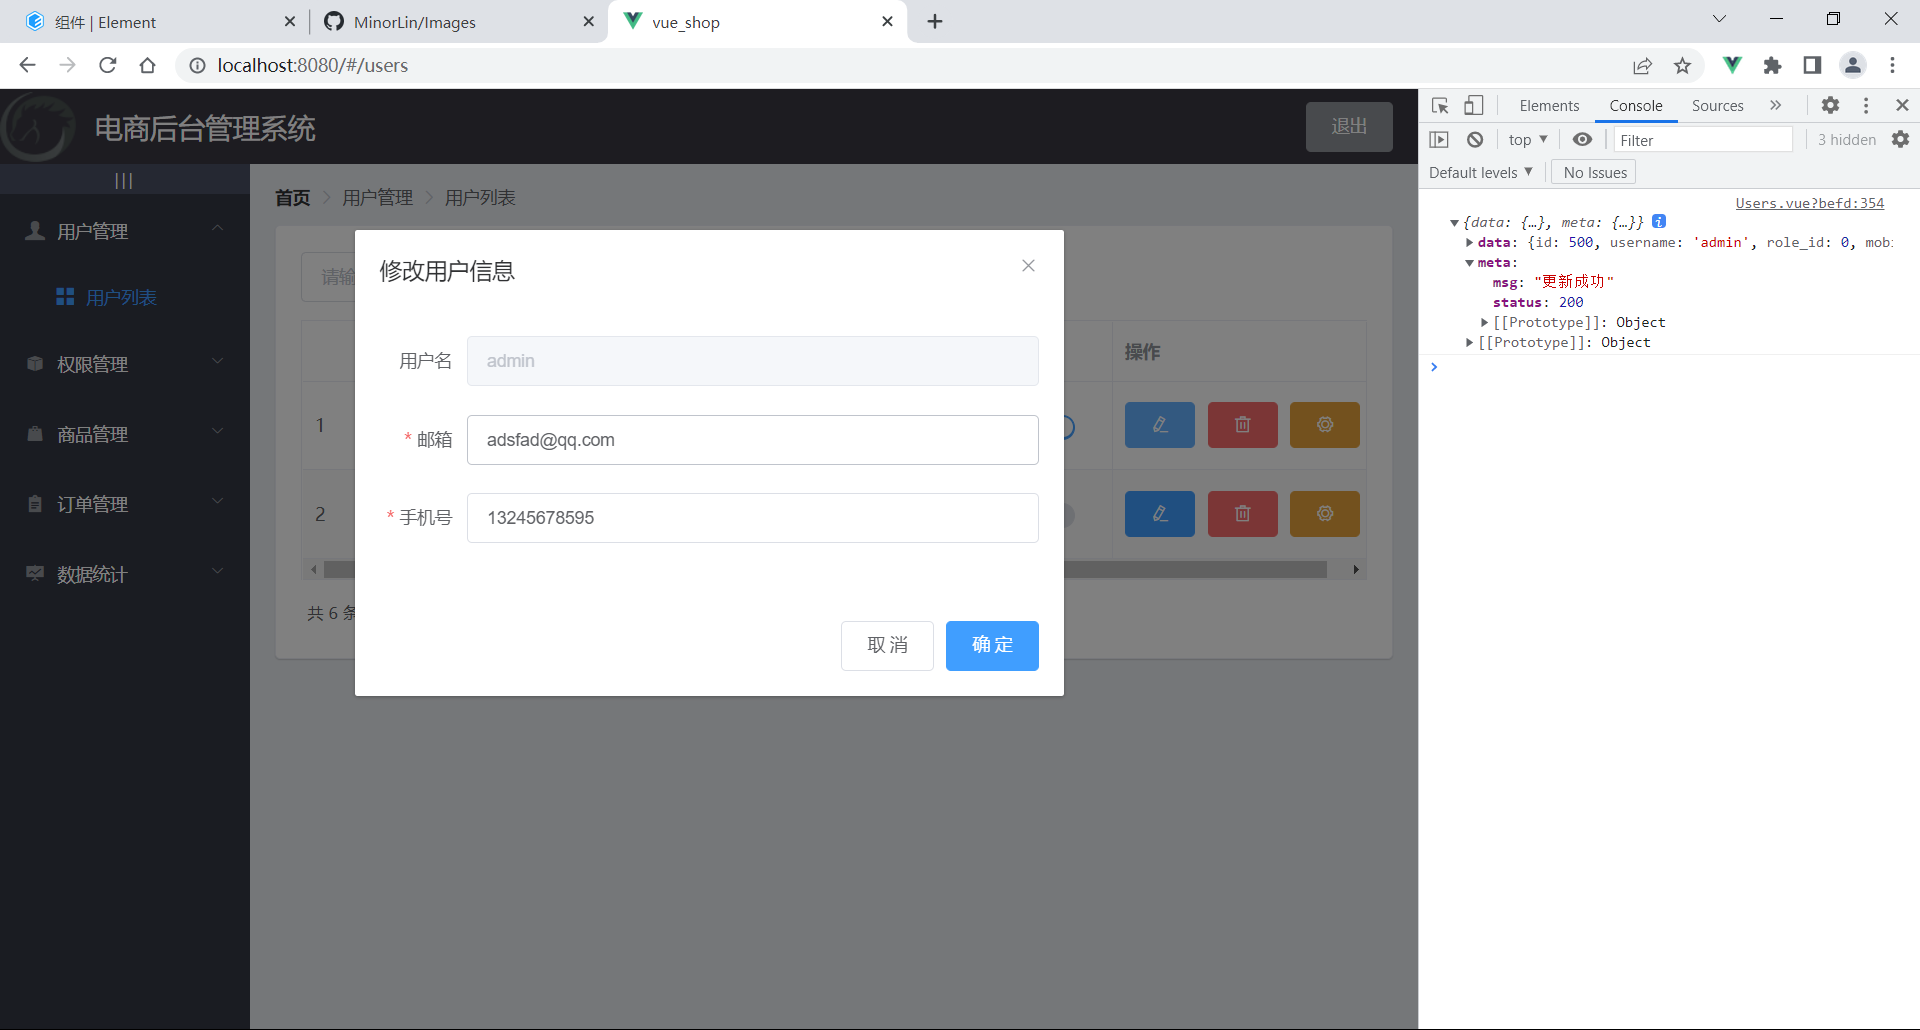 组件 | Element
MinorLin/Images
vue_shop
localhost:8080/#/users
电商后台管理系统
退出
|||
用户管理
用户列表
权限管理
商品管理
订单管理
数据统计
首页
用户管理
用户列表
请输
操作
1
2
共 6 条
修改用户信息
用户名
admin
* 邮箱
adsfad@qq.com
* 手机号
13245678595
取 消
确 定
Elements
Console
Sources
top
Filter
3 hidden
Default levels
No Issues
Users.vue?befd:354
{data: {…}, meta: {…}}
data: {id: 500, username: 'admin', role_id: 0, mob:
meta:
msg: "更新成功"
status: 200
[[Prototype]]: Object
[[Prototype]]: Object